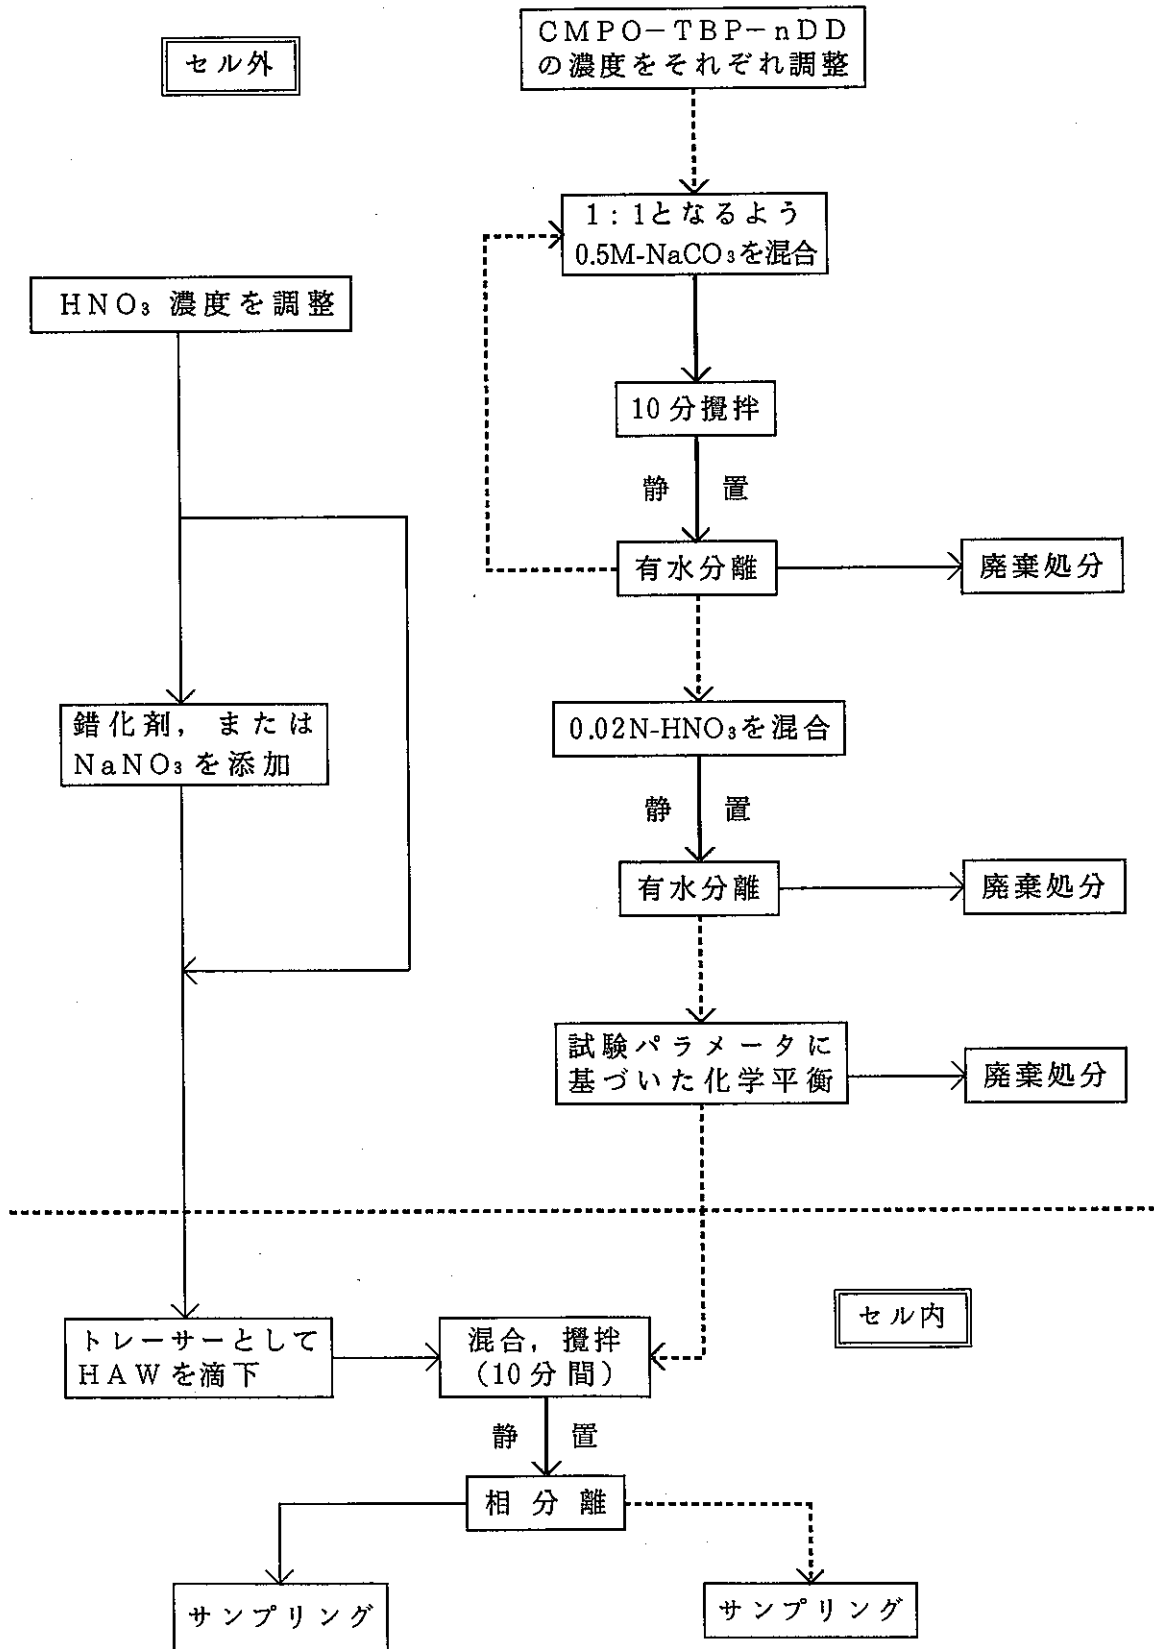 セル外
CMPO-TBP-nDD
の濃度をそれぞれ調整
1:1となるよう
0.5M-NaCO₃を混合
HNO₃ 濃度を調整
10分攪拌
静 置
有水分離
廃棄処分
錯化剤, または
NaNO₃を添加
0.02N-HNO₃を混合
静 置
有水分離
廃棄処分
試験パラメータに
基づいた化学平衡
廃棄処分
セル内
トレーサーとして
HAWを滴下
混合, 攪拌
(10分間)
静 置
相 分 離
サンプリング
サンプリング